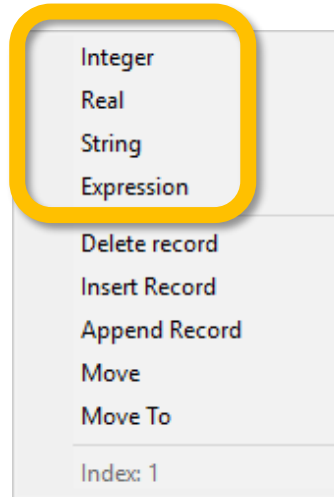 Integer
Real
String
Expression
Delete record
Insert Record
Append Record
Move
Move To
Index: 1